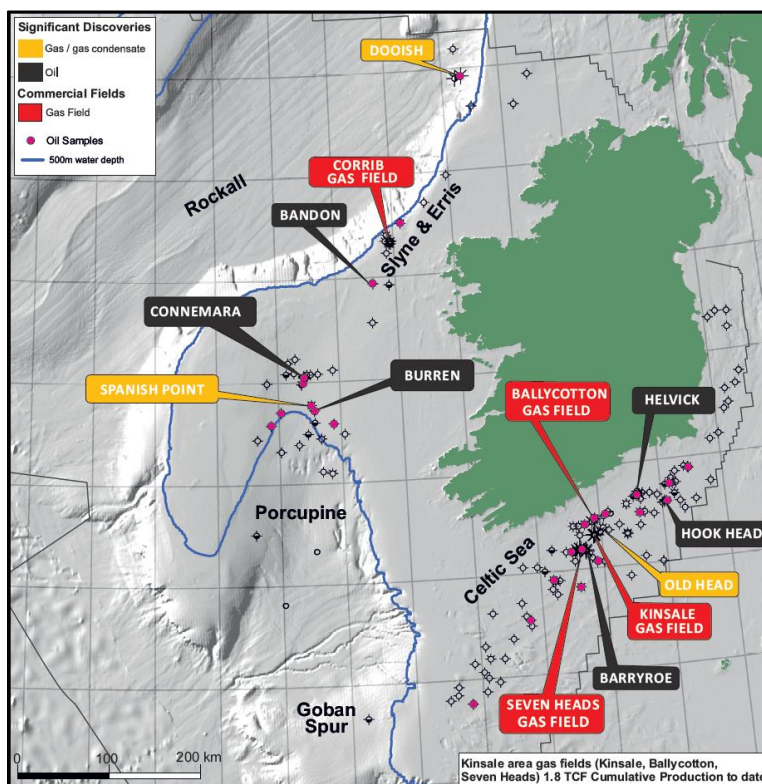 Significant Discoveries
Gas / gas condensate
Oil
Commercial Fields
Gas Field
Oil Samples
500m water depth
DOOISH
CORRIB
GAS FIELD
Rockall
BANDON
Slyne & Erris
CONNEMARA
SPANISH POINT
BURREN
BALLYCOTTON
GAS FIELD
HELVICK
Porcupine
HOOK HEAD
Celtic Sea
OLD HEAD
KINSALE
GAS FIELD
BARRYROE
Goban
Spur
SEVEN HEADS
GAS FIELD
0 100 200 km
Kinsale area gas fields (Kinsale, Ballycotton,
Seven Heads) 1.8 TCF Cumulative Production to date